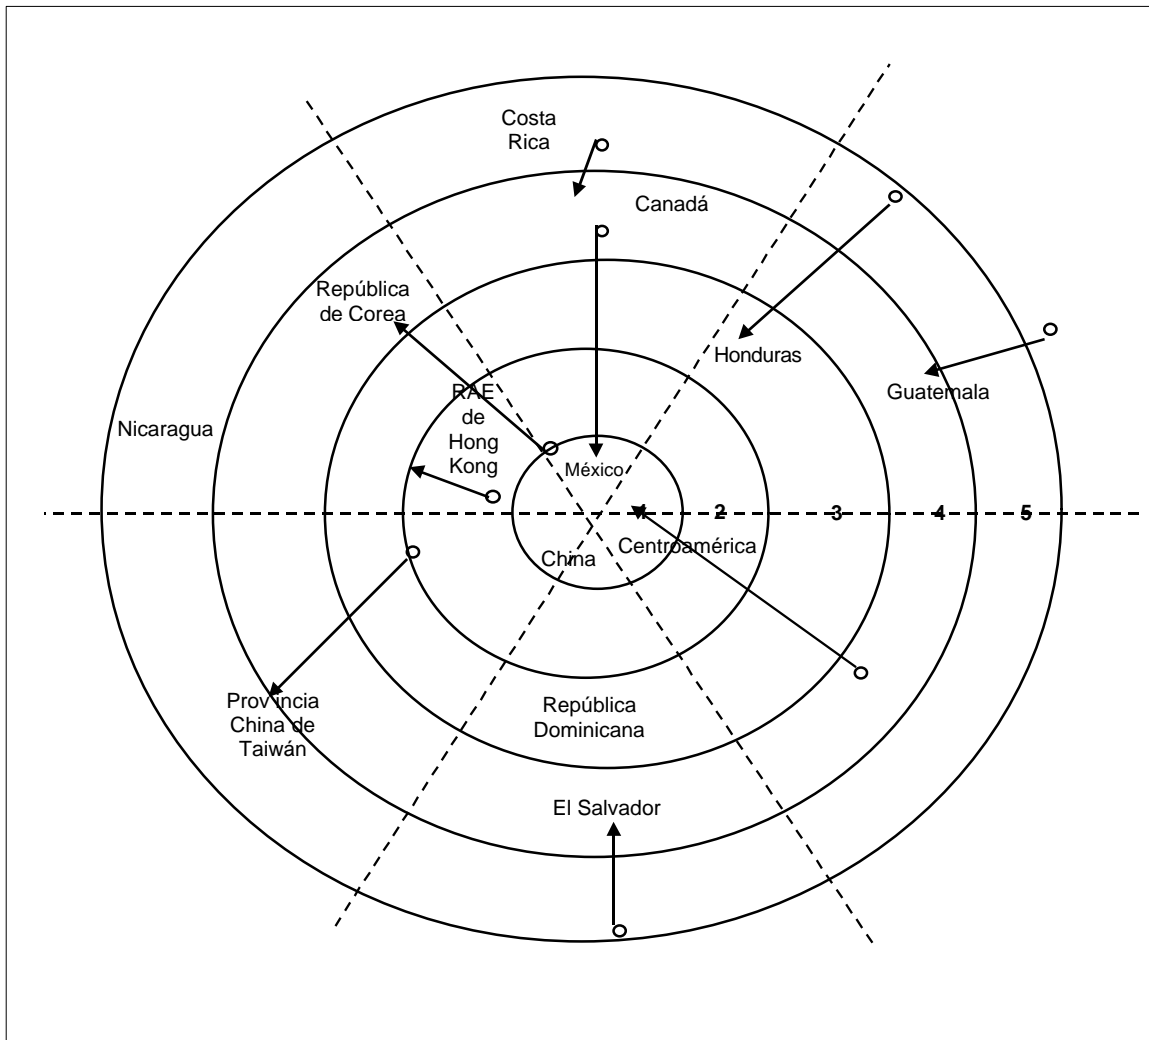 Costa
Rica
Canadá
República
de Corea
Honduras
RAE
de
Hong
Kong
Guatemala
Nicaragua
México
1 2 3 4 5
Centroamérica
China
Provincia
China de
Taiwán
República
Dominicana
El Salvador